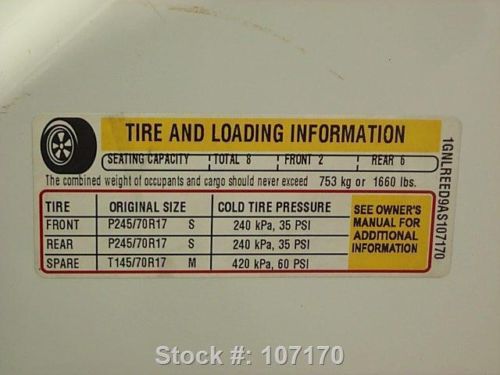 TIRE AND LOADING INFORMATION
SEATING CAPACITY TOTAL 8 FRONT 2 REAR 6
The combined weight of occupants and cargo should never exceed 753 kg or 1660 lbs.
TIRE ORIGINAL SIZE COLD TIRE PRESSURE
FRONT P245/70R17 S 240 kPa, 35 PSI
REAR P245/70R17 S 240 kPa, 35 PSI
SPARE T145/70R17 M 420 kPa, 60 PSI
SEE OWNER'S
MANUAL FOR
ADDITIONAL
INFORMATION
1GNLREED9AS107170
Stock #: 107170